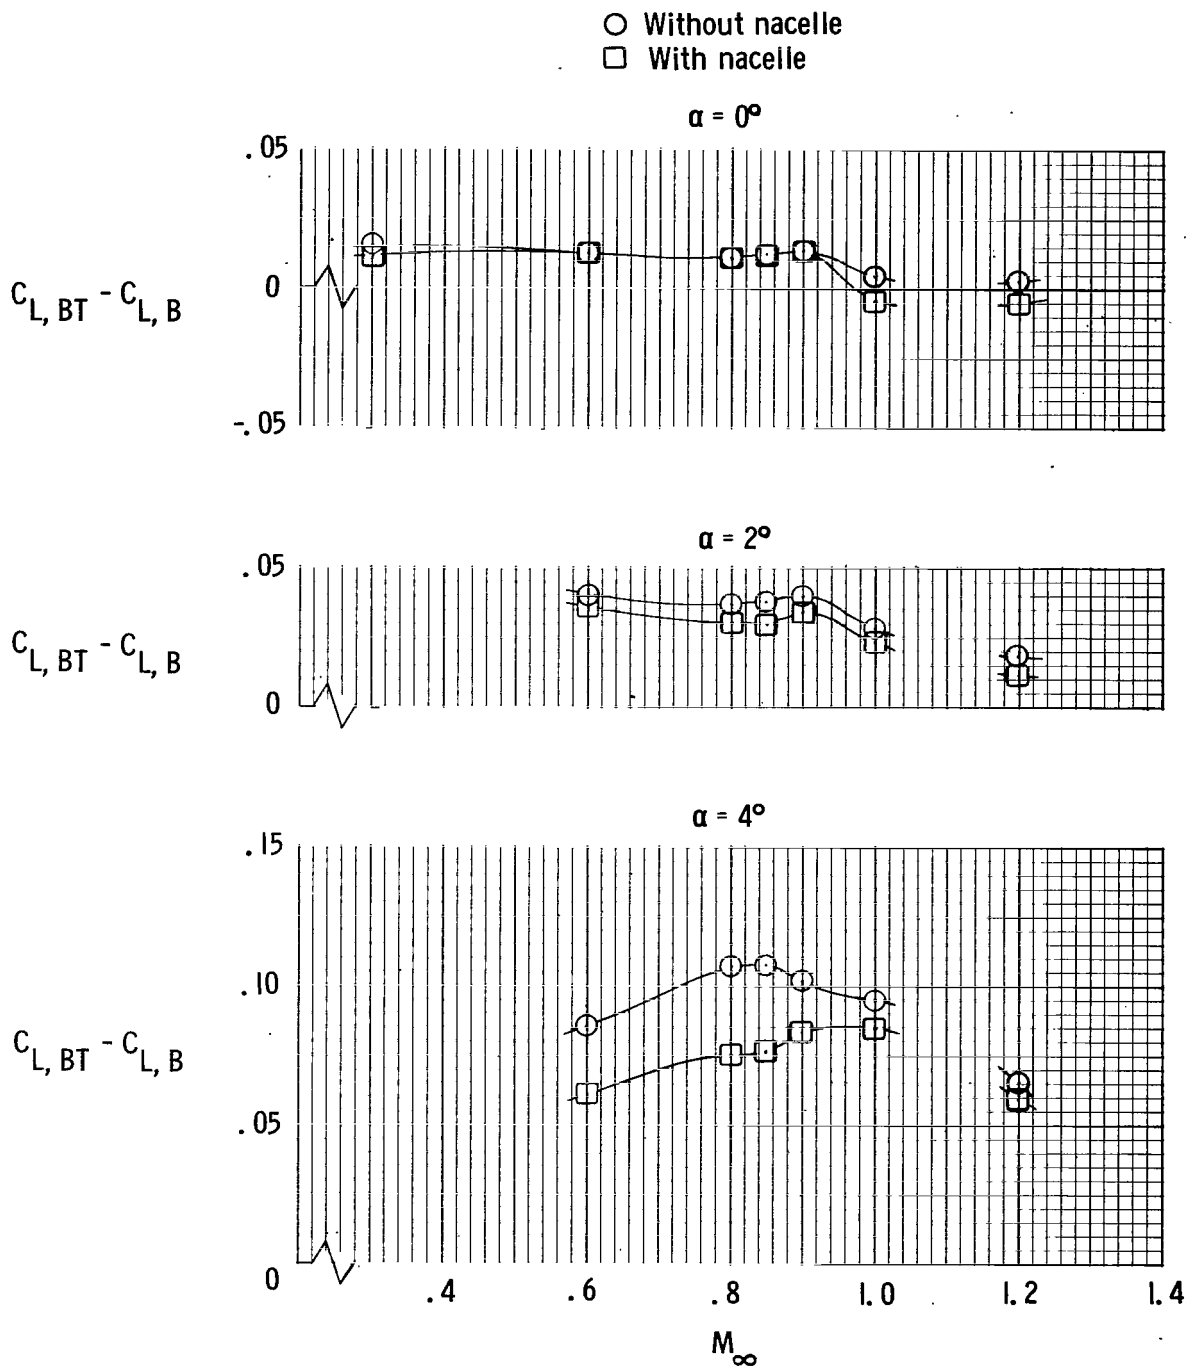 Without nacelle
With nacelle
α = 0°
.05
0
-.05
C_L, BT - C_L, B
α = 2°
.05
0
C_L, BT - C_L, B
α = 4°
.15
.10
.05
0
C_L, BT - C_L, B
.4 .6 .8 1.0 1.2 1.4
M_∞